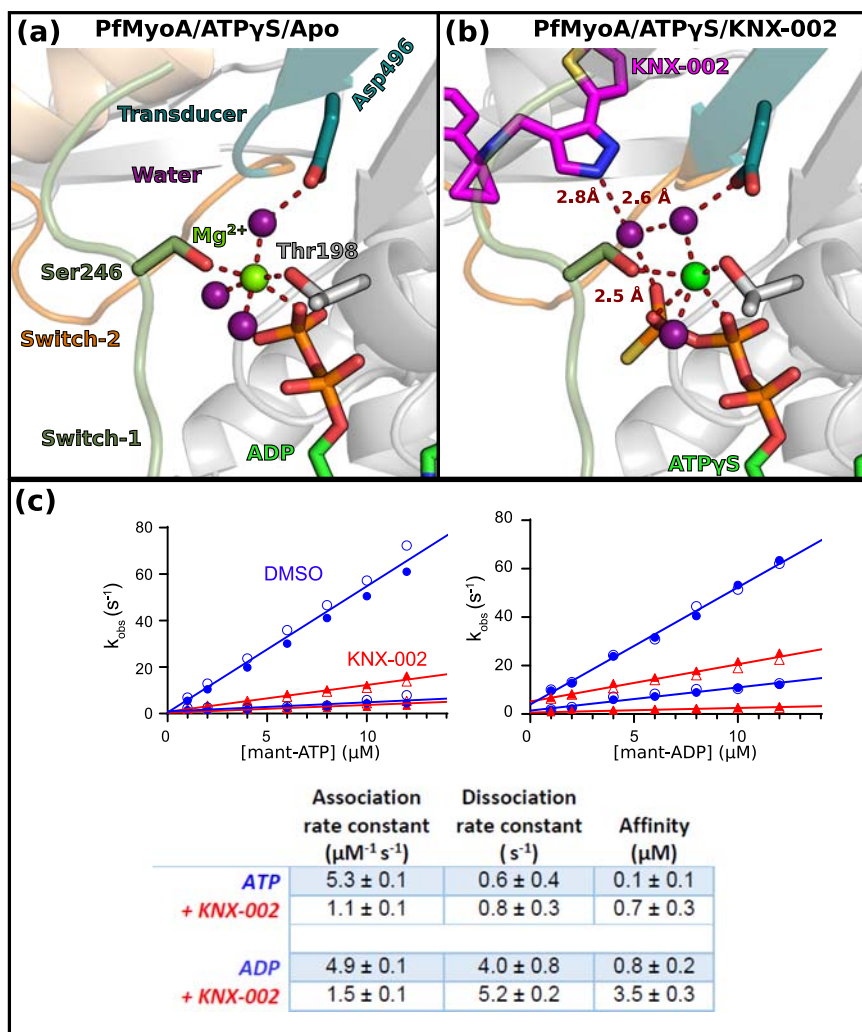 (a) PfMyoA/ATPγS/Apo
Asp496
Transducer
Water
Mg²⁺
Thr198
Ser246
Switch-2
Switch-1
ADP
(b) PfMyoA/ATPγS/KNX-002
KNX-002
2.8Å 2.6 Å
2.5 Å
ATPγS
(c)
80
60
40
20
0
k_obs (s⁻¹)
DMSO
KNX-002
0 5 10
[mant-ATP] (µM)
80
60
40
20
0
k_obs (s⁻¹)
0 5 10
[mant-ADP] (µM)
Association Dissociation
rate constant rate constant Affinity
(µM⁻¹ s⁻¹) (s⁻¹) (µM)
ATP 5.3 ± 0.1 0.6 ± 0.4 0.1 ± 0.1
+ KNX-002 1.1 ± 0.1 0.8 ± 0.3 0.7 ± 0.3
ADP 4.9 ± 0.1 4.0 ± 0.8 0.8 ± 0.2
+ KNX-002 1.5 ± 0.1 5.2 ± 0.2 3.5 ± 0.3